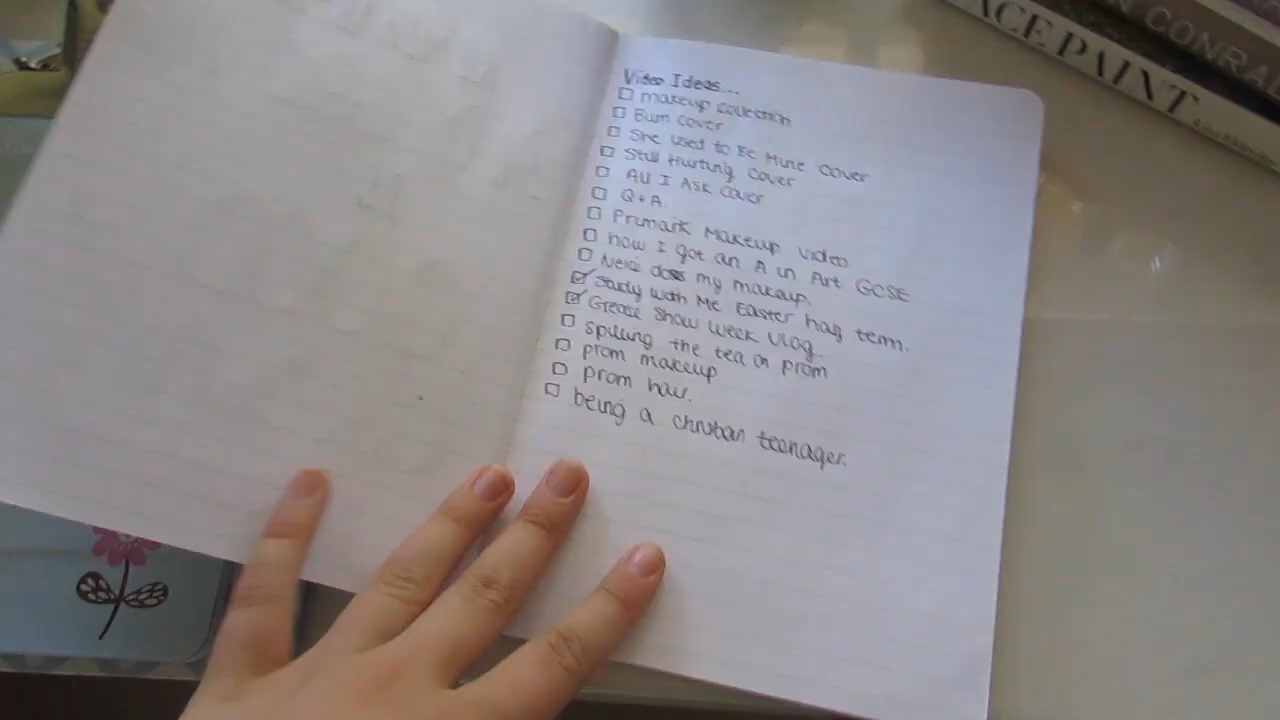 Video Ideas...
☐ makeup collection
☐ Burn cover
☐ She used to Be Mine Cover
☐ Still Hurting Cover
☐ All I Ask Cover
☐ Q+A.
☐ Primark Makeup video
☐ how I got an A in Art GCSE
☐ does my makeup.
☑ Study with Me Easter half term.
☑ Grease Show Week Vlog.
☐ spilling the tea on prom
☐ prom makeup
☐ prom hair.
☐ being a christian teenager.
FACE PAINT
CONRAD